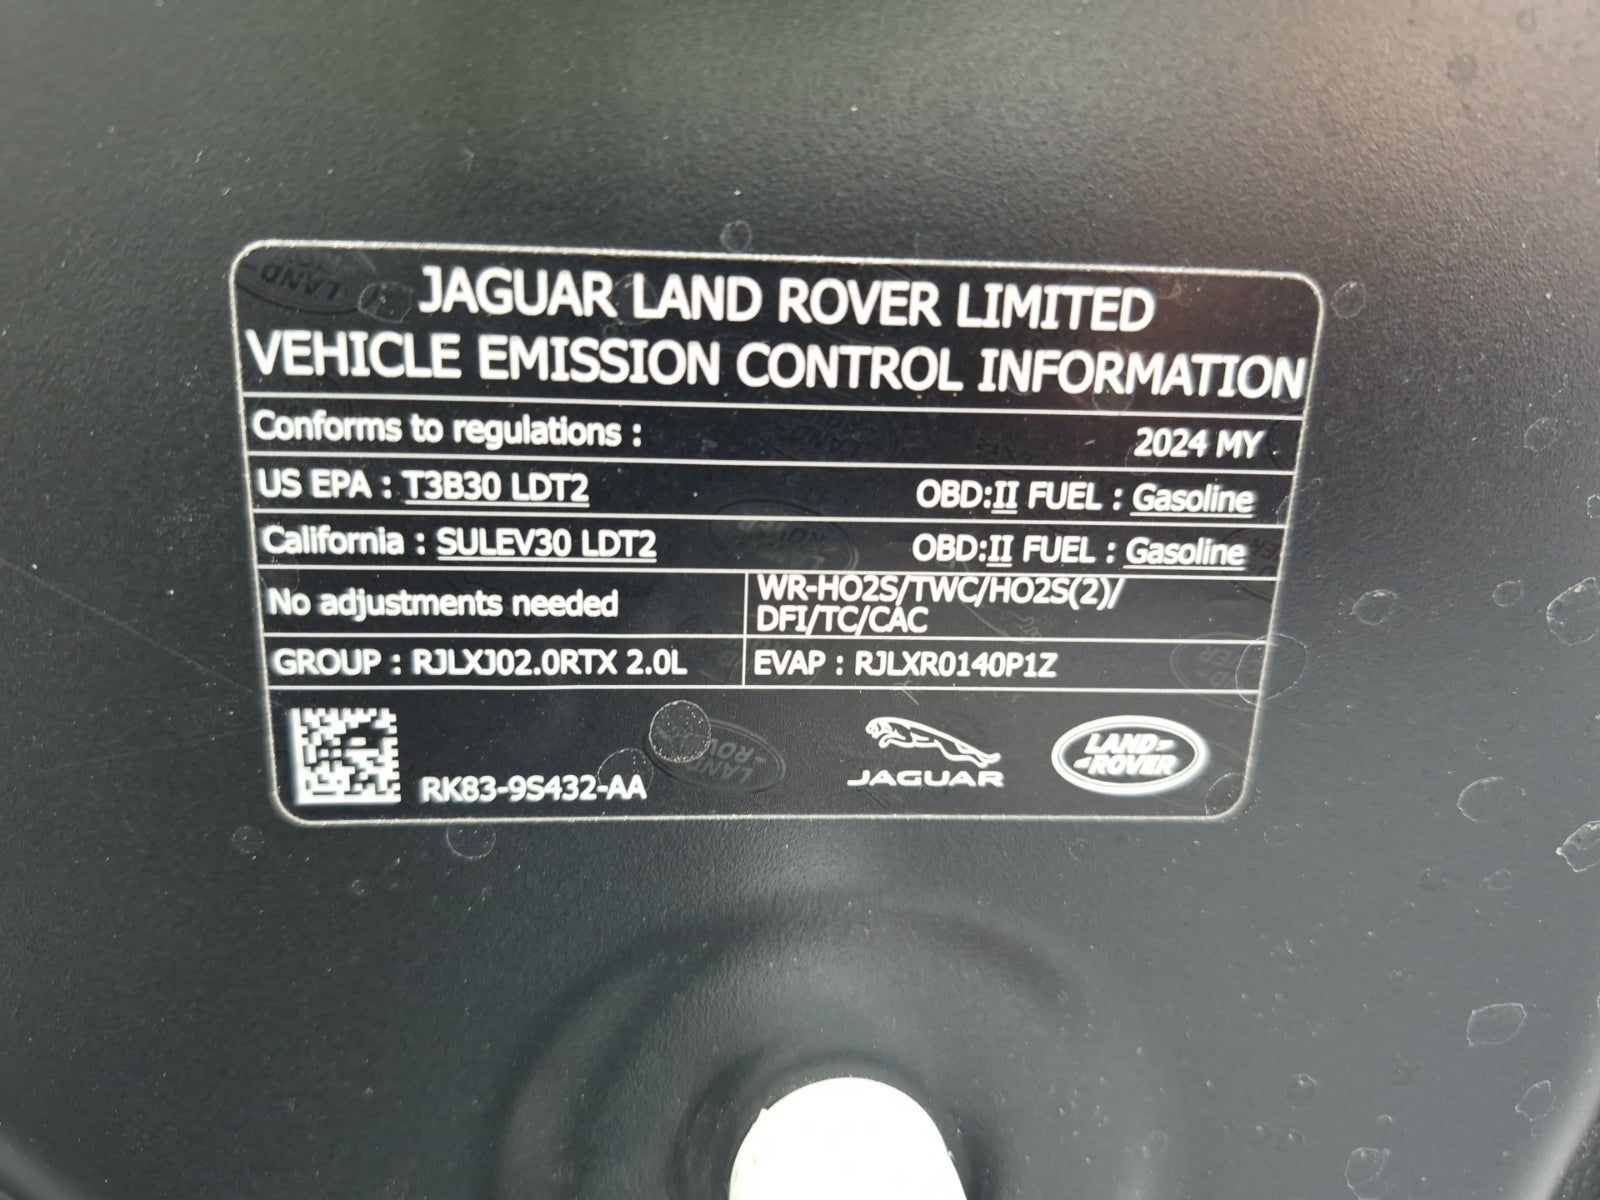 JAGUAR LAND ROVER LIMITED
VEHICLE EMISSION CONTROL INFORMATION
Conforms to regulations : 2024 MY
US EPA : T3B30 LDT2 OBD:II FUEL : Gasoline
California : SULEV30 LDT2 OBD:II FUEL : Gasoline
No adjustments needed
WR-HO2S/TWC/HO2S(2)/
DFI/TC/CAC
GROUP : RJLXJ02.0RTX 2.0L EVAP : RJLXR0140P1Z
RK83-9S432-AA
JAGUAR
LAND-
-ROVER